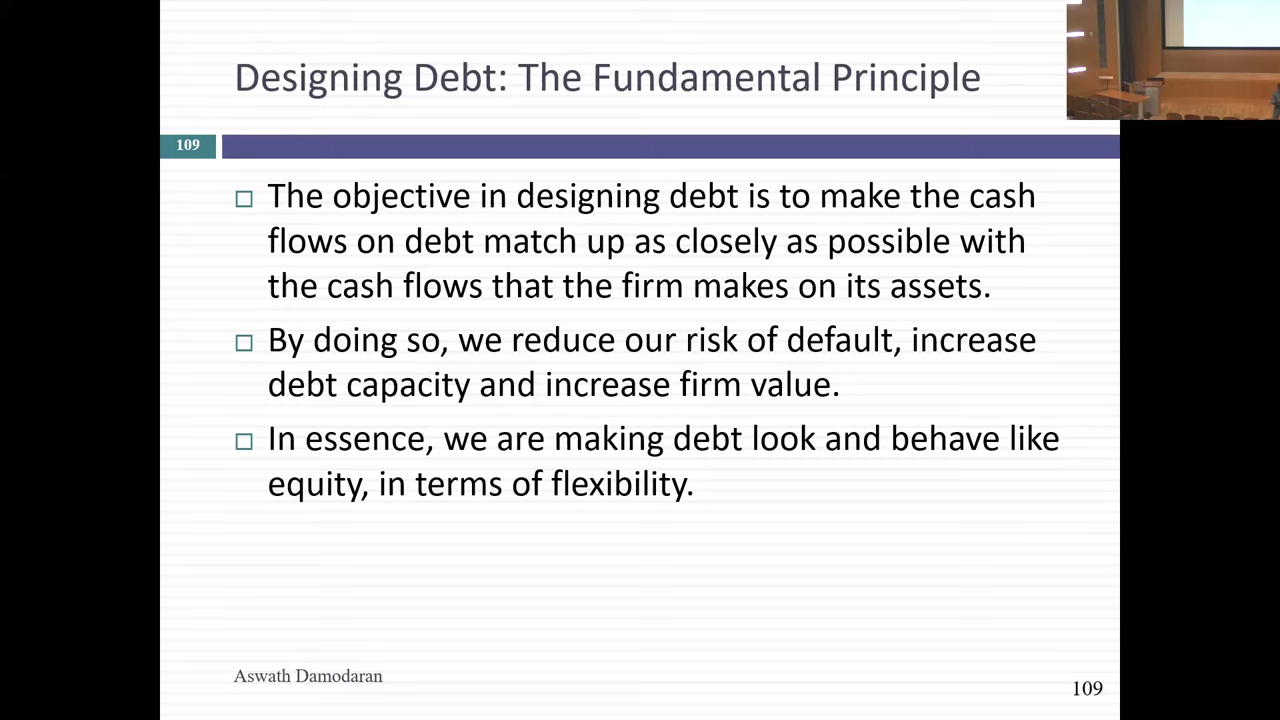 Designing Debt: The Fundamental Principle
109
The objective in designing debt is to make the cash
flows on debt match up as closely as possible with
the cash flows that the firm makes on its assets.
By doing so, we reduce our risk of default, increase
debt capacity and increase firm value.
In essence, we are making debt look and behave like
equity, in terms of flexibility.
Aswath Damodaran
109